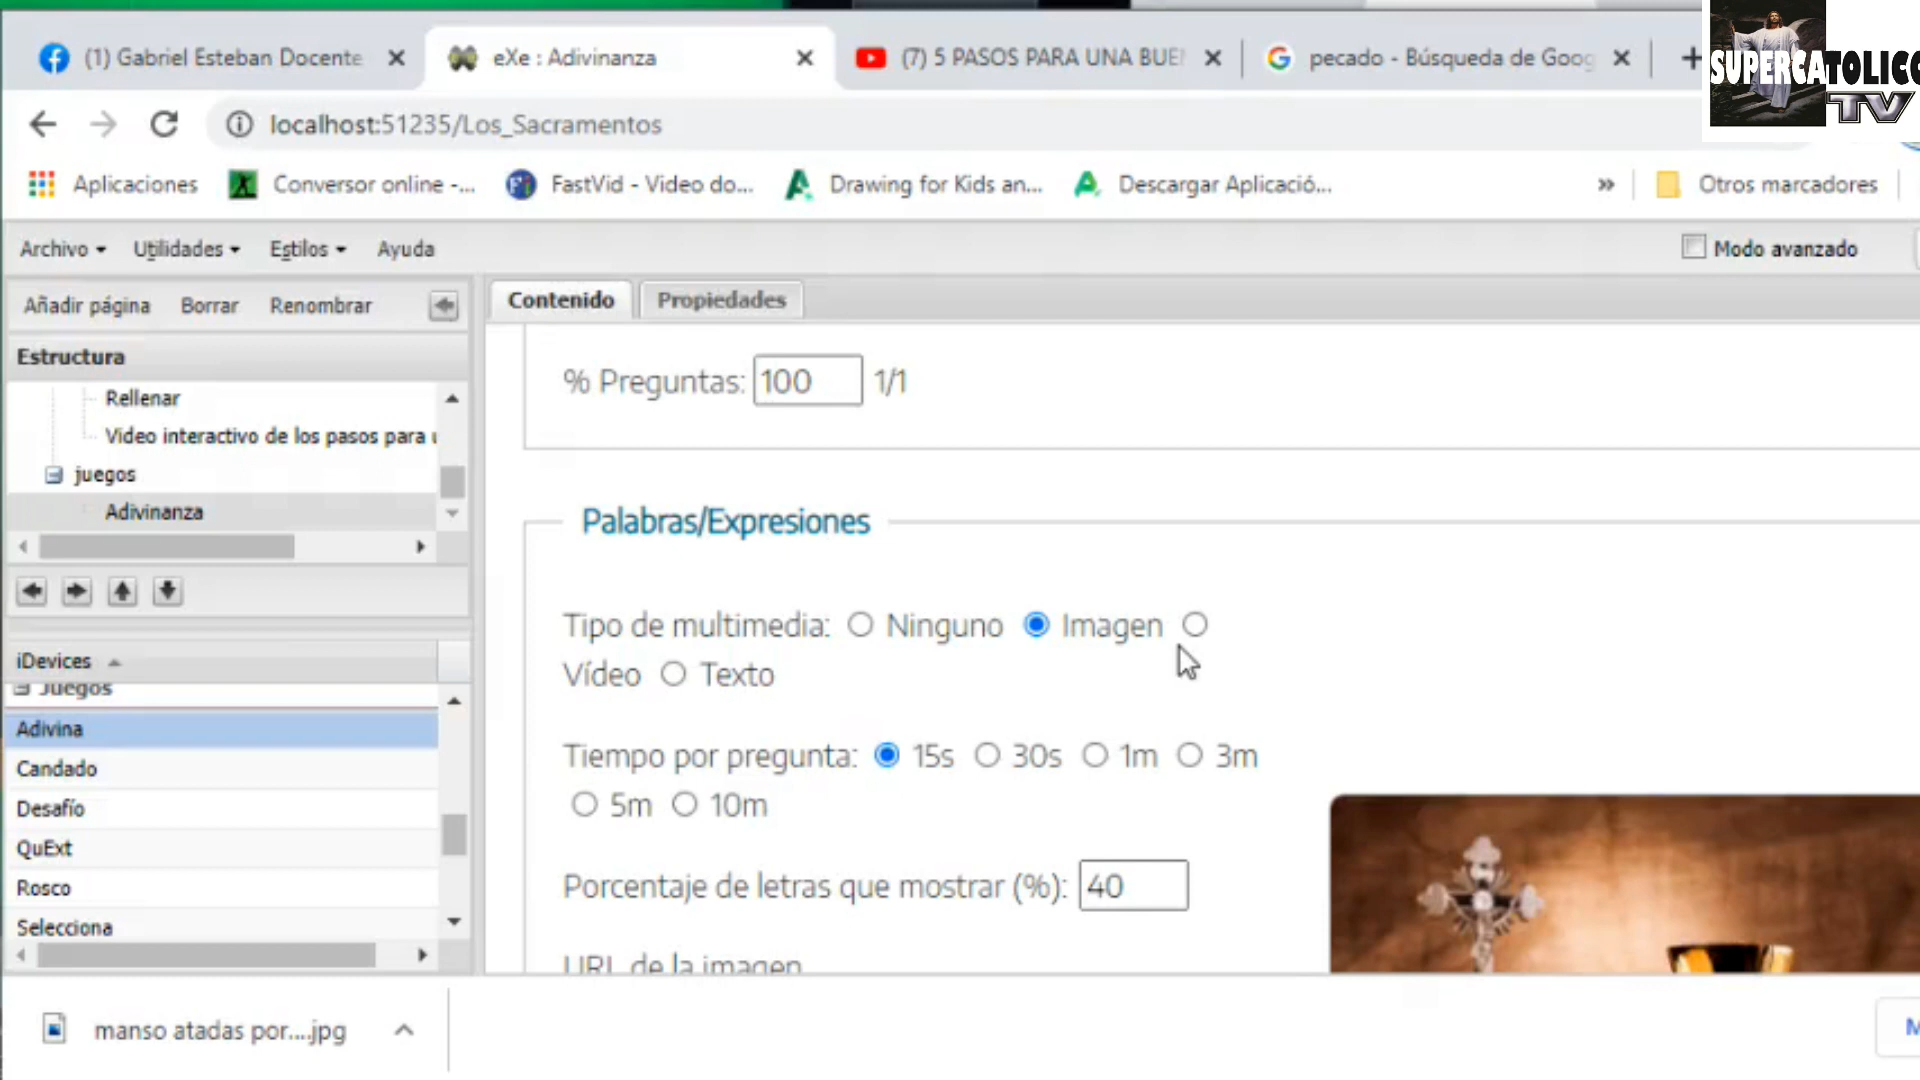 (1) Gabriel Esteban Docente
eXe : Adivinanza
(7) 5 PASOS PARA UNA BUEN
pecado - Búsqueda de Goog
SUPERCATOLICO
TV
localhost:51235/Los_Sacramentos
Aplicaciones
Conversor online -...
FastVid - Video do...
Drawing for Kids an...
Descargar Aplicació...
»
Otros marcadores
Archivo
Utilidades
Estilos
Ayuda
Modo avanzado
Añadir página
Borrar
Renombrar
Contenido
Propiedades
Estructura
Rellenar
Video interactivo de los pasos para u
juegos
Adivinanza
% Preguntas: 100 1/1
Palabras/Expresiones
Tipo de multimedia: Ninguno Imagen
Vídeo Texto
Tiempo por pregunta: 15s 30s 1m 3m
5m 10m
Porcentaje de letras que mostrar (%): 40
URL de la imagen
iDevices
Juegos
Adivina
Candado
Desafío
QuExt
Rosco
Selecciona
manso atadas por....jpg
M